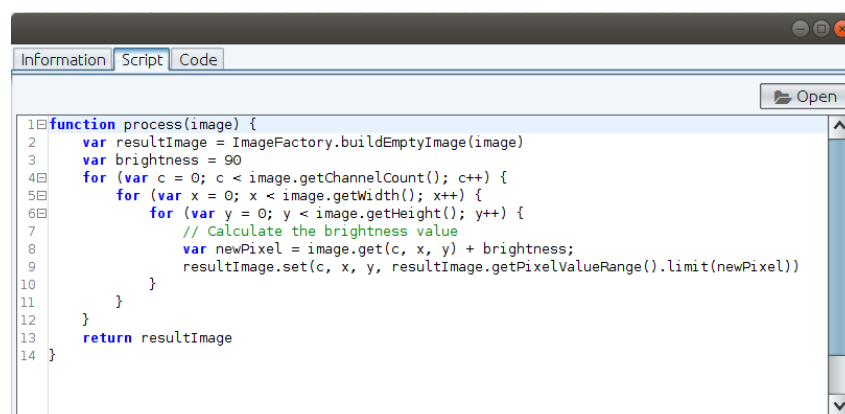 Information Script Code
Open
1 function process(image) {
2     var resultImage = ImageFactory.buildEmptyImage(image)
3     var brightness = 90
4     for (var c = 0; c < image.getChannelCount(); c++) {
5         for (var x = 0; x < image.getWidth(); x++) {
6             for (var y = 0; y < image.getHeight(); y++) {
7                 // Calculate the brightness value
8                 var newPixel = image.get(c, x, y) + brightness;
9                 resultImage.set(c, x, y, resultImage.getPixelValueRange().limit(newPixel))
10             }
11         }
12     }
13     return resultImage
14 }